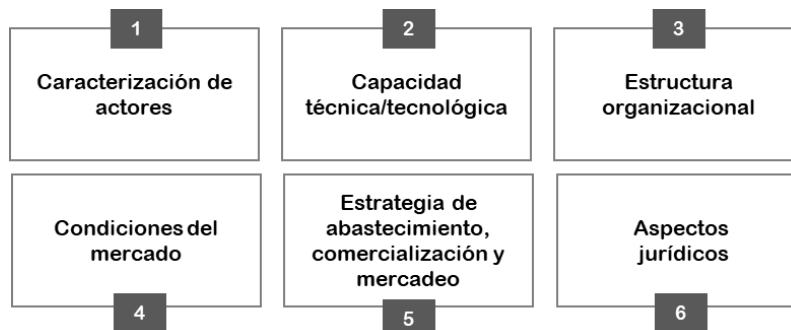 1
Caracterización de
actores
2
Capacidad
técnica/tecnológica
3
Estructura
organizacional
Condiciones del
mercado
4
Estrategia de
abastecimiento,
comercialización y
mercadeo
5
Aspectos
jurídicos
6